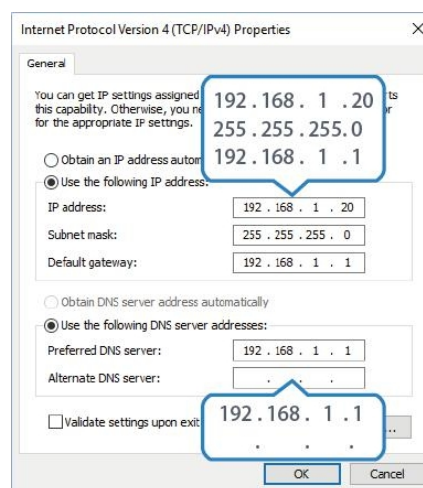 Internet Protocol Version 4 (TCP/IPv4) Properties
General
You can get IP settings assigned
this capability. Otherwise, you ne
for the appropriate IP settings.
192.168. 1 .20
255.255.255.0
192.168. 1 .1
Obtain an IP address autom
Use the following IP address:
IP address: 192 . 168 . 1 . 20
Subnet mask: 255 . 255 . 255 . 0
Default gateway: 192 . 168 . 1 . 1
Obtain DNS server address automatically
Use the following DNS server addresses:
Preferred DNS server: 192 . 168 . 1 . 1
Alternate DNS server: . . .
192.168. 1 .1
. . .
Validate settings upon exit ...
OK Cancel